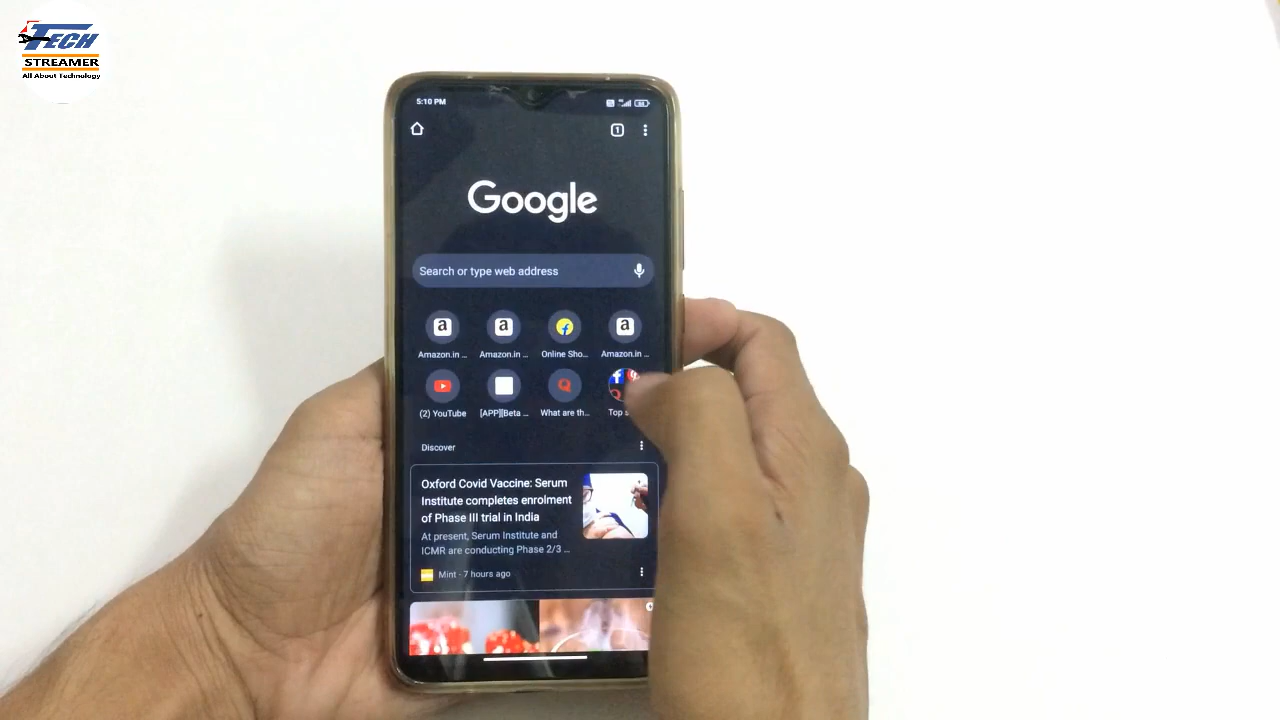 TECH
STREAMER
All About Technology
5:10 PM
1
Google
Search or type web address
Amazon.in ...
Amazon.in ...
Online Sho...
Amazon.in ...
(2) YouTube
[APP][Beta ...
What are th...
Top s
Discover
Oxford Covid Vaccine: Serum
Institute completes enrolment
of Phase III trial in India
At present, Serum Institute and
ICMR are conducting Phase 2/3 ...
Mint - 7 hours ago